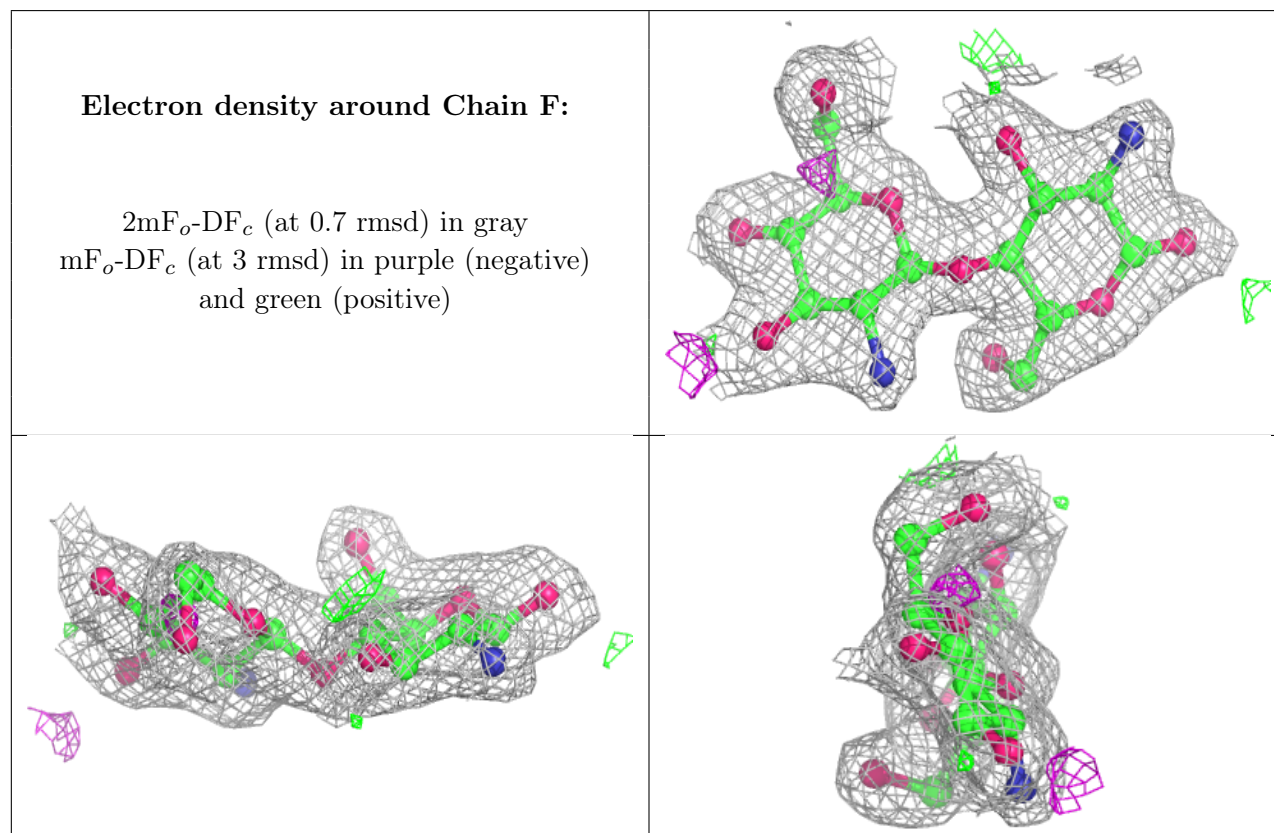 Electron density around Chain F:
2mFo-DFc (at 0.7 rmsd) in gray
mFo-DFc (at 3 rmsd) in purple (negative)
and green (positive)